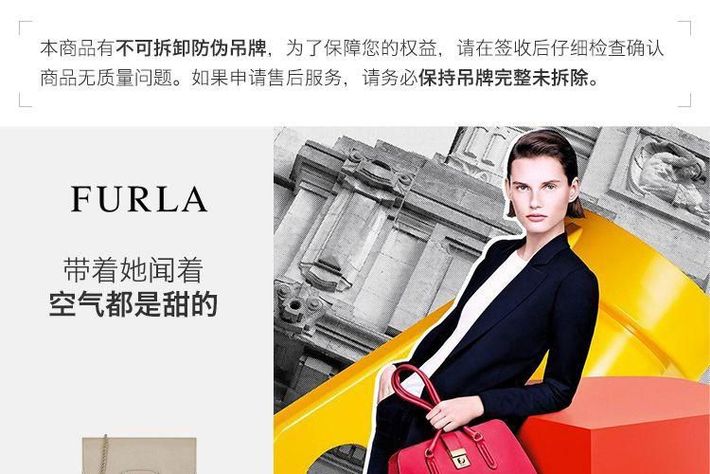 本商品有不可拆卸防伪吊牌，为了保障您的权益，请在签收后仔细检查确认
商品无质量问题。如果申请售后服务，请务必保持吊牌完整未拆除。
FURLA
带着她闻着
空气都是甜的